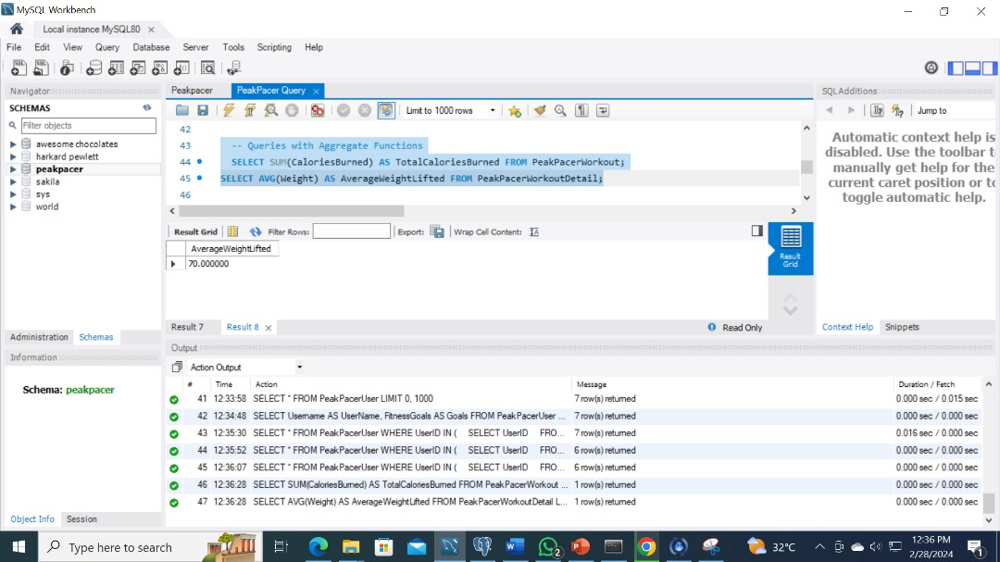 MySQL Workbench
Local instance MySQL80
File Edit View Query Database Server Tools Scripting Help
Navigator
SCHEMAS
Filter objects
awesome chocolates
harkard pewlett
peakpacer
sakila
sys
world
Administration Schemas
Information
Schema: peakpacer
Object Info Session
Peakpacer PeakPacer Query
Limit to 1000 rows
42
43 -- Queries with Aggregate Functions
44 SELECT SUM(CaloriesBurned) AS TotalCaloriesBurned FROM PeakPacerWorkout;
45 SELECT AVG(Weight) AS AverageWeightLifted FROM PeakPacerWorkoutDetail;
46
Result Grid Filter Rows: Export: Wrap Cell Content:
AverageWeightLifted
70.000000
Result Grid
Result 7 Result 8 Read Only
Output
Action Output
# Time Action Message Duration / Fetch
41 12:33:58 SELECT * FROM PeakPacerUser LIMIT 0, 1000 7 row(s) returned 0.000 sec / 0.015 sec
42 12:34:48 SELECT Username AS UserName, FitnessGoals AS Goals FROM PeakPacerUser ... 7 row(s) returned 0.000 sec / 0.000 sec
43 12:35:30 SELECT * FROM PeakPacerUser WHERE UserID IN ( SELECT UserID FRO... 7 row(s) returned 0.016 sec / 0.000 sec
44 12:35:52 SELECT * FROM PeakPacerUser WHERE UserID IN ( SELECT UserID FRO... 6 row(s) returned 0.000 sec / 0.000 sec
45 12:36:07 SELECT * FROM PeakPacerUser WHERE UserID IN ( SELECT UserID FRO... 6 row(s) returned 0.000 sec / 0.000 sec
46 12:36:28 SELECT SUM(CaloriesBurned) AS TotalCaloriesBurned FROM PeakPacerWorkout ... 1 row(s) returned 0.000 sec / 0.000 sec
47 12:36:28 SELECT AVG(Weight) AS AverageWeightLifted FROM PeakPacerWorkoutDetail L... 1 row(s) returned 0.000 sec / 0.000 sec
SQLAdditions
Jump to
Automatic context help is
disabled. Use the toolbar t
manually get help for the
current caret position or to
toggle automatic help.
Context Help Snippets
Type here to search
2
32°C
12:36 PM
2/28/2024
1